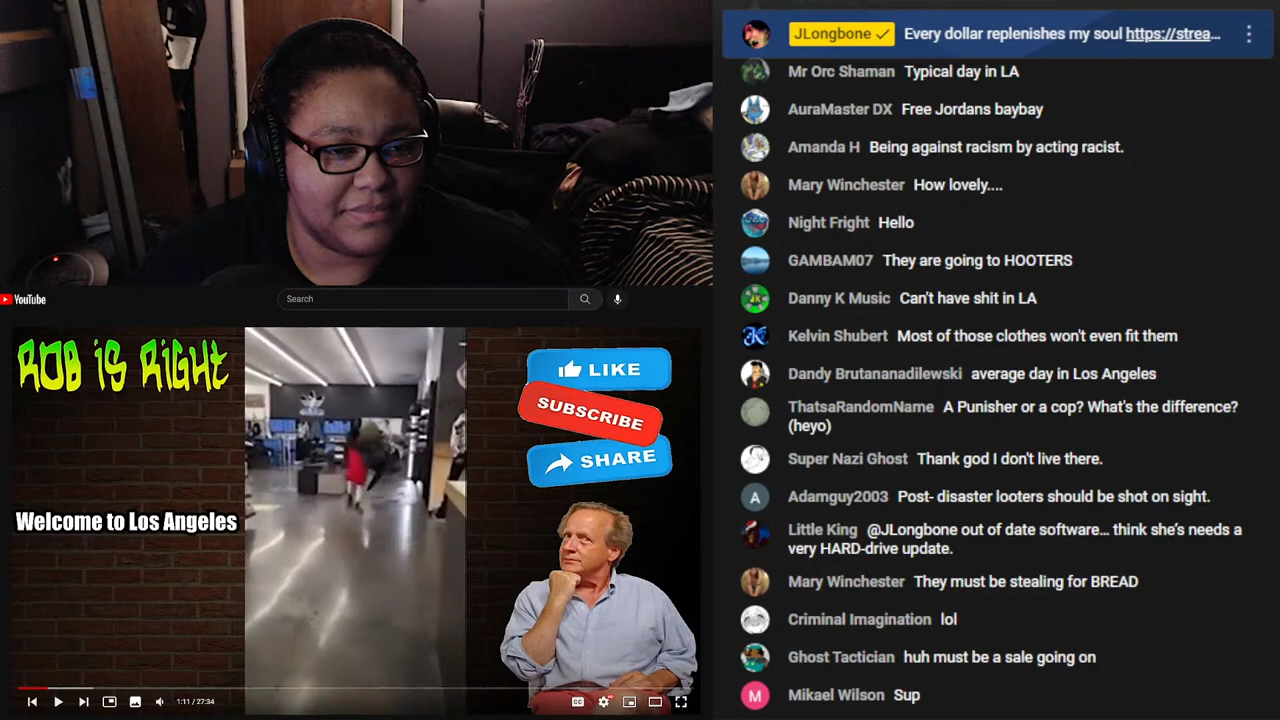 JLongbone Every dollar replenishes my soul https://strea...
Mr Orc Shaman Typical day in LA
AuraMaster DX Free Jordans baybay
Amanda H Being against racism by acting racist.
Mary Winchester How lovely....
Night Fright Hello
GAMBAM07 They are going to HOOTERS
Danny K Music Can't have shit in LA
Kelvin Shubert Most of those clothes won't even fit them
Dandy Brutananadilewski average day in Los Angeles
ThatsaRandomName A Punisher or a cop? What's the difference?
(heyo)
Super Nazi Ghost Thank god I don't live there.
Adamguy2003 Post- disaster looters should be shot on sight.
Little King @JLongbone out of date software... think she's needs a
very HARD-drive update.
Mary Winchester They must be stealing for BREAD
Criminal Imagination lol
Ghost Tactician huh must be a sale going on
M Mikael Wilson Sup
YouTube
Search
ROB IS RIGHT
LIKE
SUBSCRIBE
SHARE
Welcome to Los Angeles
1:11 / 27:34